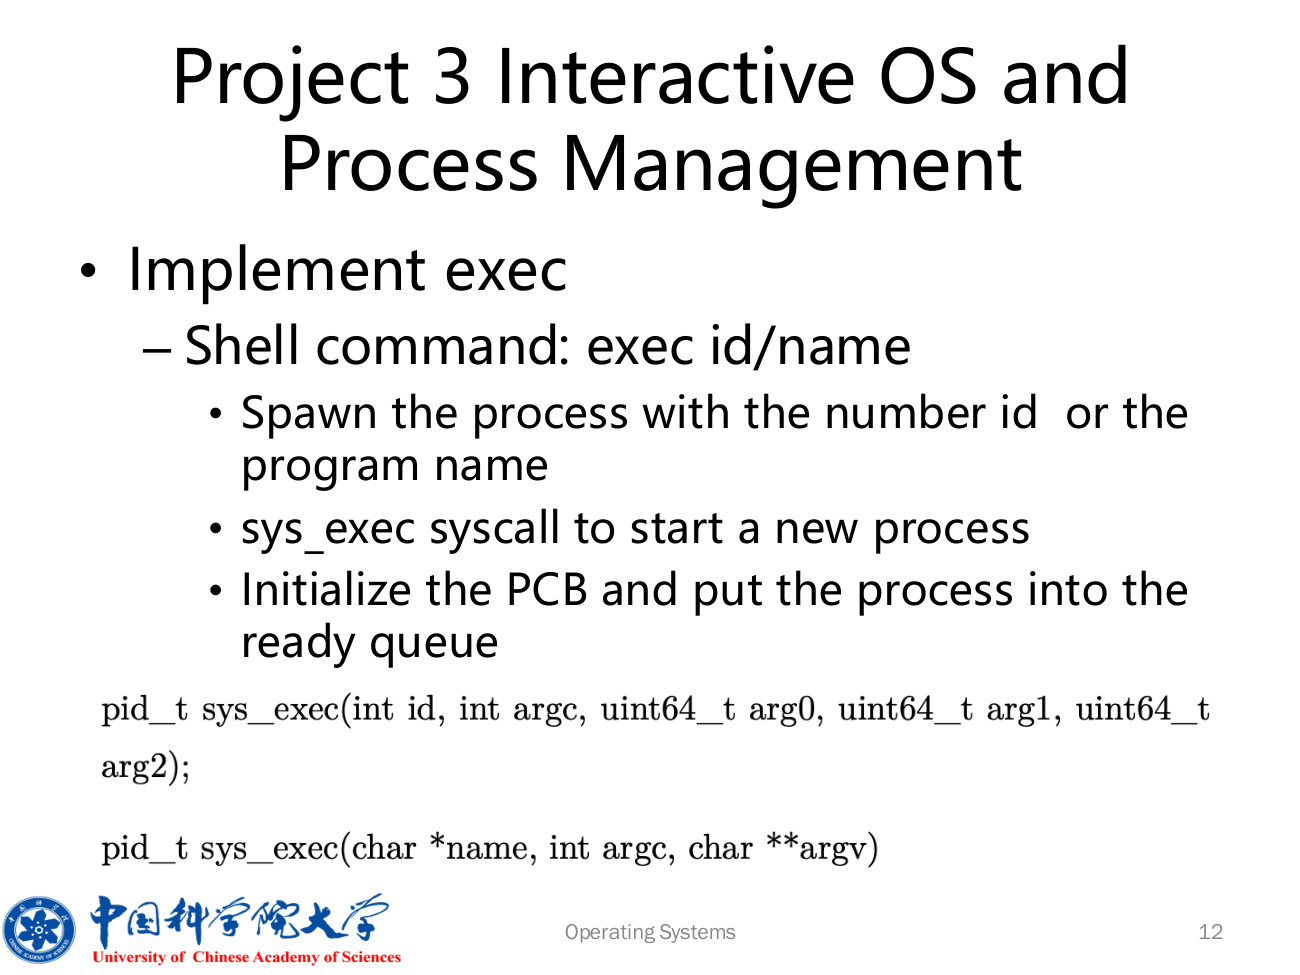 Project 3 Interactive OS and
Process Management
• Implement exec
– Shell command: exec id/name
• Spawn the process with the number id or the
program name
• sys_exec syscall to start a new process
• Initialize the PCB and put the process into the
ready queue
pid_t sys_exec(int id, int argc, uint64_t arg0, uint64_t arg1, uint64_t
arg2);
pid_t sys_exec(char *name, int argc, char **argv)
中国科学院大学
University of Chinese Academy of Sciences
Operating Systems
12